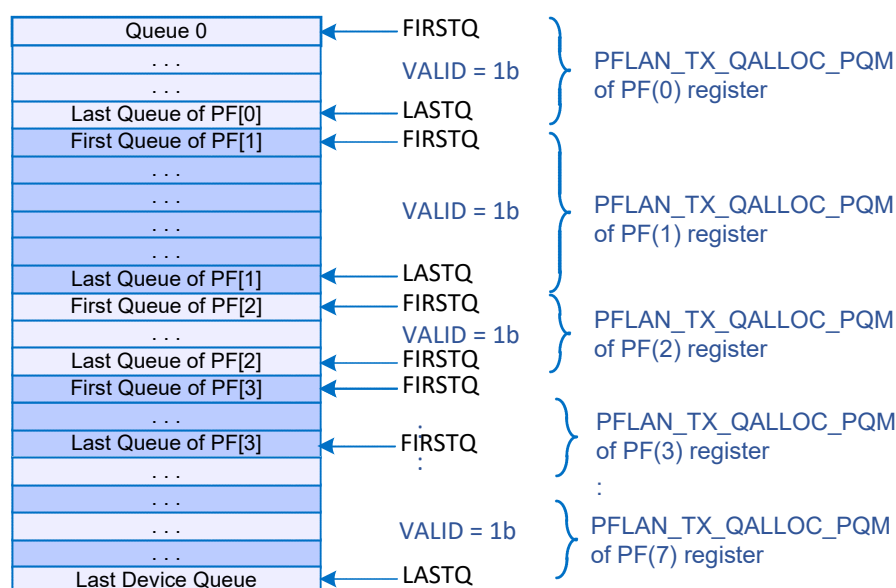 Queue 0
FIRSTQ
. . .
VALID = 1b
PFLAN_TX_QALLOC_PQM
of PF(0) register
. . .
Last Queue of PF[0]
LASTQ
First Queue of PF[1]
FIRSTQ
. . .
. . .
VALID = 1b
PFLAN_TX_QALLOC_PQM
of PF(1) register
. . .
. . .
Last Queue of PF[1]
LASTQ
First Queue of PF[2]
FIRSTQ
. . .
VALID = 1b
PFLAN_TX_QALLOC_PQM
of PF(2) register
Last Queue of PF[2]
FIRSTQ
First Queue of PF[3]
FIRSTQ
. . .
Last Queue of PF[3]
FIRSTQ
:
:
PFLAN_TX_QALLOC_PQM
of PF(3) register
:
. . .
. . .
. . .
VALID = 1b
PFLAN_TX_QALLOC_PQM
of PF(7) register
. . .
Last Device Queue
LASTQ